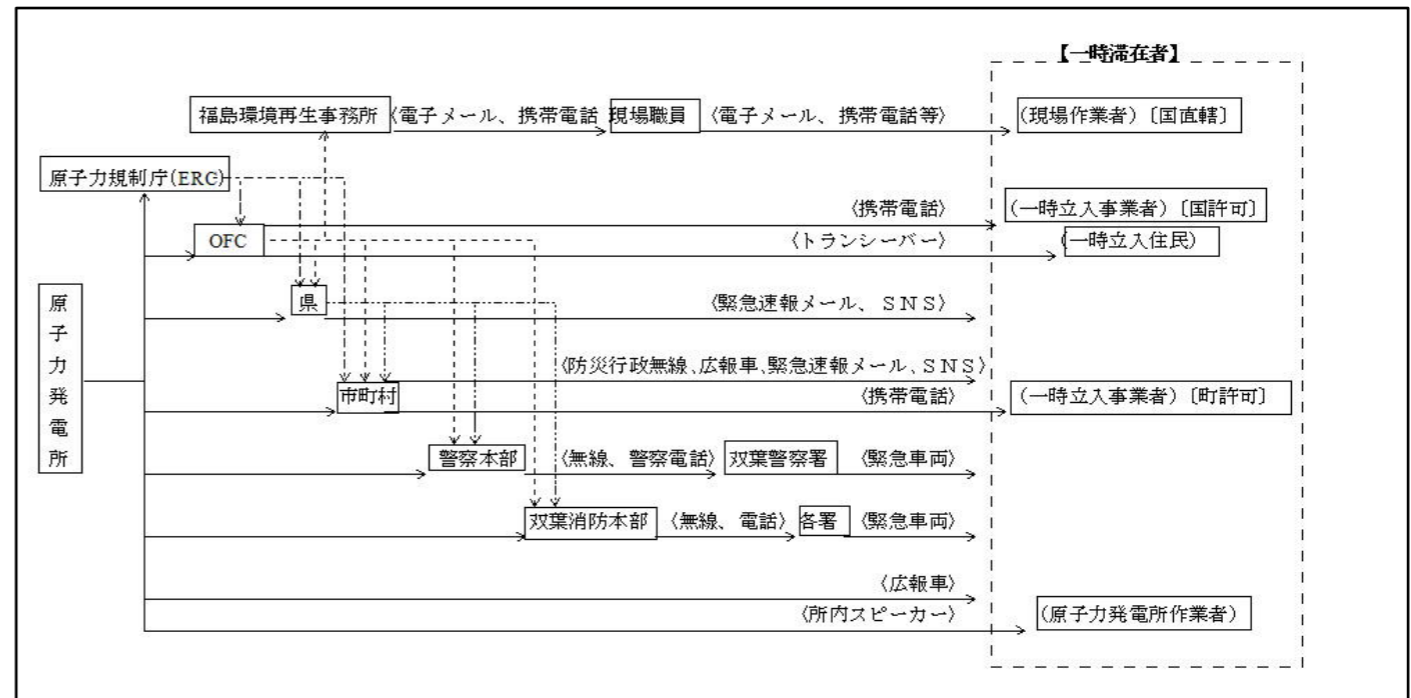 【一時滞在者】
福島環境再生事務所 〈電子メール、携帯電話 現場職員 〈電子メール、携帯電話等〉 (現場作業者)〔国直轄〕
原子力規制庁(ERC)
〈携帯電話〉 (一時立入事業者)〔国許可〕
OFC 〈トランシーバー〉 (一時立入住民)
県 〈緊急速報メール、ＳＮＳ〉
原子力発電所
〈防災行政無線、広報車、緊急速報メール、ＳＮＳ〉
市町村 〈携帯電話〉 (一時立入事業者)〔町許可〕
警察本部 〈無線、警察電話〉 双葉警察署 〈緊急車両〉
双葉消防本部 〈無線、電話〉 各署 〈緊急車両〉
〈広報車〉
〈所内スピーカー〉 (原子力発電所作業者)